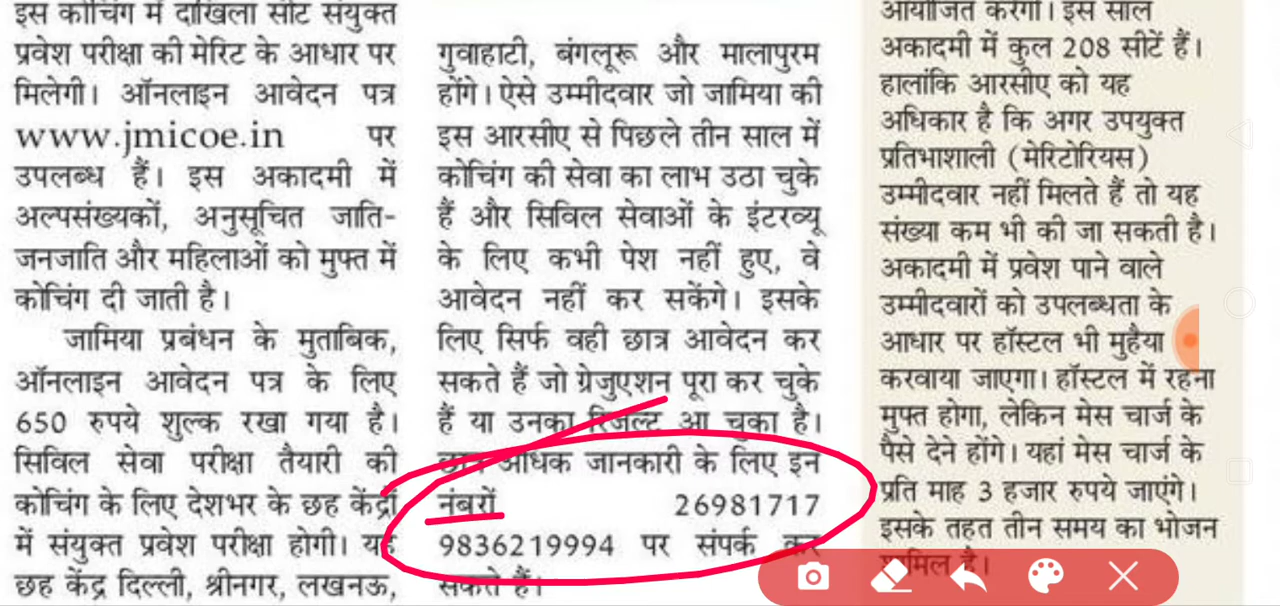 इस कोचिंग में दाखिला सीट संयुक्त
प्रवेश परीक्षा की मेरिट के आधार पर
मिलेगी। ऑनलाइन आवेदन पत्र
www.jmicoe.in पर
उपलब्ध हैं। इस अकादमी में
अल्पसंख्यकों, अनुसूचित जाति-
जनजाति और महिलाओं को मुफ्त में
कोचिंग दी जाती है।
जामिया प्रबंधन के मुताबिक,
ऑनलाइन आवेदन पत्र के लिए
650 रुपये शुल्क रखा गया है।
सिविल सेवा परीक्षा तैयारी की
कोचिंग के लिए देशभर के छह केंद्रों
में संयुक्त प्रवेश परीक्षा होगी। यह
छह केंद्र दिल्ली, श्रीनगर, लखनऊ,
गुवाहाटी, बंगलूरू और मालापुरम
होंगे। ऐसे उम्मीदवार जो जामिया की
इस आरसीए से पिछले तीन साल में
कोचिंग की सेवा का लाभ उठा चुके
हैं और सिविल सेवाओं के इंटरव्यू
के लिए कभी पेश नहीं हुए, वे
आवेदन नहीं कर सकेंगे। इसके
लिए सिर्फ वही छात्र आवेदन कर
सकते हैं जो ग्रेजुएशन पूरा कर चुके
हैं या उनका रिजल्ट आ चुका है।
छात्र अधिक जानकारी के लिए इन
नंबरों 26981717
9836219994 पर संपर्क कर
सकते हैं।
आयोजित करेगी। इस साल
अकादमी में कुल 208 सीटें हैं।
हालांकि आरसीए को यह
अधिकार है कि अगर उपयुक्त
प्रतिभाशाली (मेरिटोरियस)
उम्मीदवार नहीं मिलते हैं तो यह
संख्या कम भी की जा सकती है।
अकादमी में प्रवेश पाने वाले
उम्मीदवारों को उपलब्धता के
आधार पर हॉस्टल भी मुहैया
करवाया जाएगा। हॉस्टल में रहना
मुफ्त होगा, लेकिन मेस चार्ज के
पैसे देने होंगे। यहां मेस चार्ज के
प्रति माह 3 हजार रुपये जाएंगे।
इसके तहत तीन समय का भोजन
शामिल है।